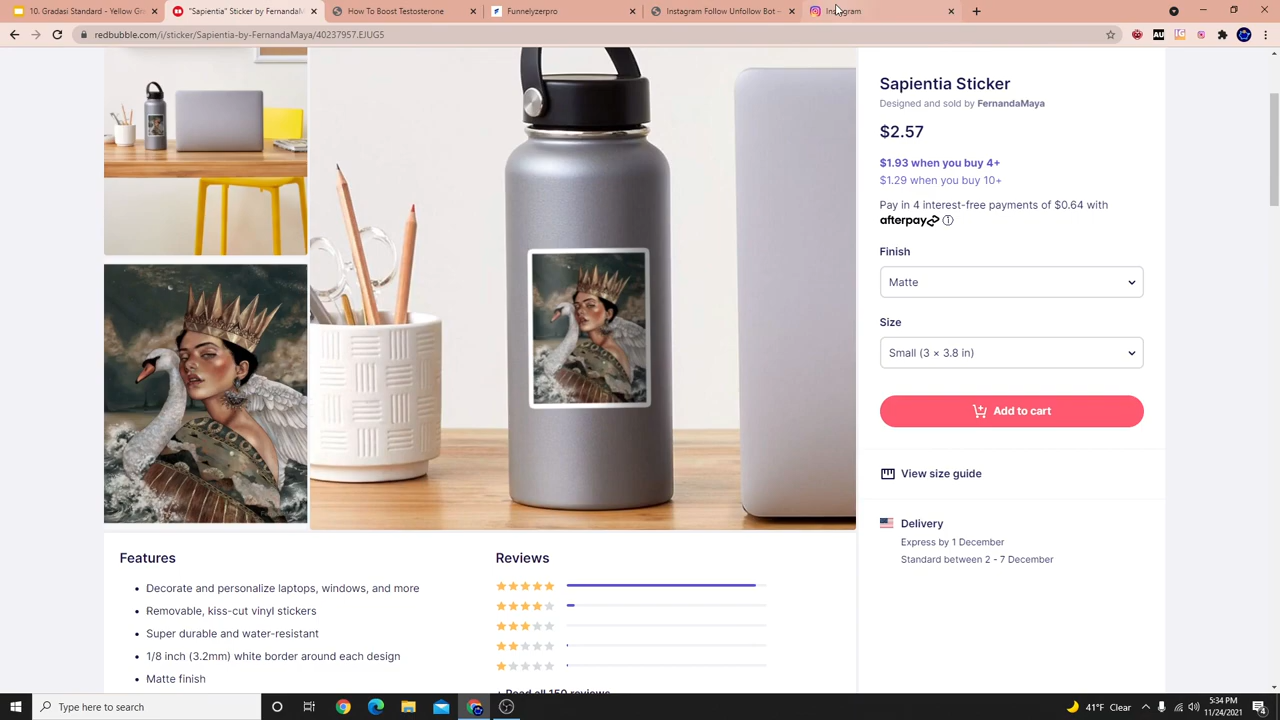 10. Gradasi - Yellow Gr
"Sapientia-by-FernandaM
How To Boost Testosterone
Funnelyzero
Instagram Follow Bot –
Instagram
redbubble.com/i/sticker/Sapientia-by-FernandaMaya/40237957.EJUG5
Sapientia Sticker
Designed and sold by FernandaMaya
$2.57
$1.93 when you buy 4+
$1.29 when you buy 10+
Pay in 4 interest-free payments of $0.64 with
afterpay
Finish
Matte
Size
Small (3 × 3.8 in)
Add to cart
View size guide
Delivery
Express by 1 December
Standard between 2 - 7 December
Features
Decorate and personalize laptops, windows, and more
Removable, kiss-cut vinyl stickers
Super durable and water-resistant
1/8 inch (3.2mm) white border around each design
Matte finish
Reviews
+ Read all 150 reviews
Type here to search
41°F Clear
5:34 PM
11/24/2021